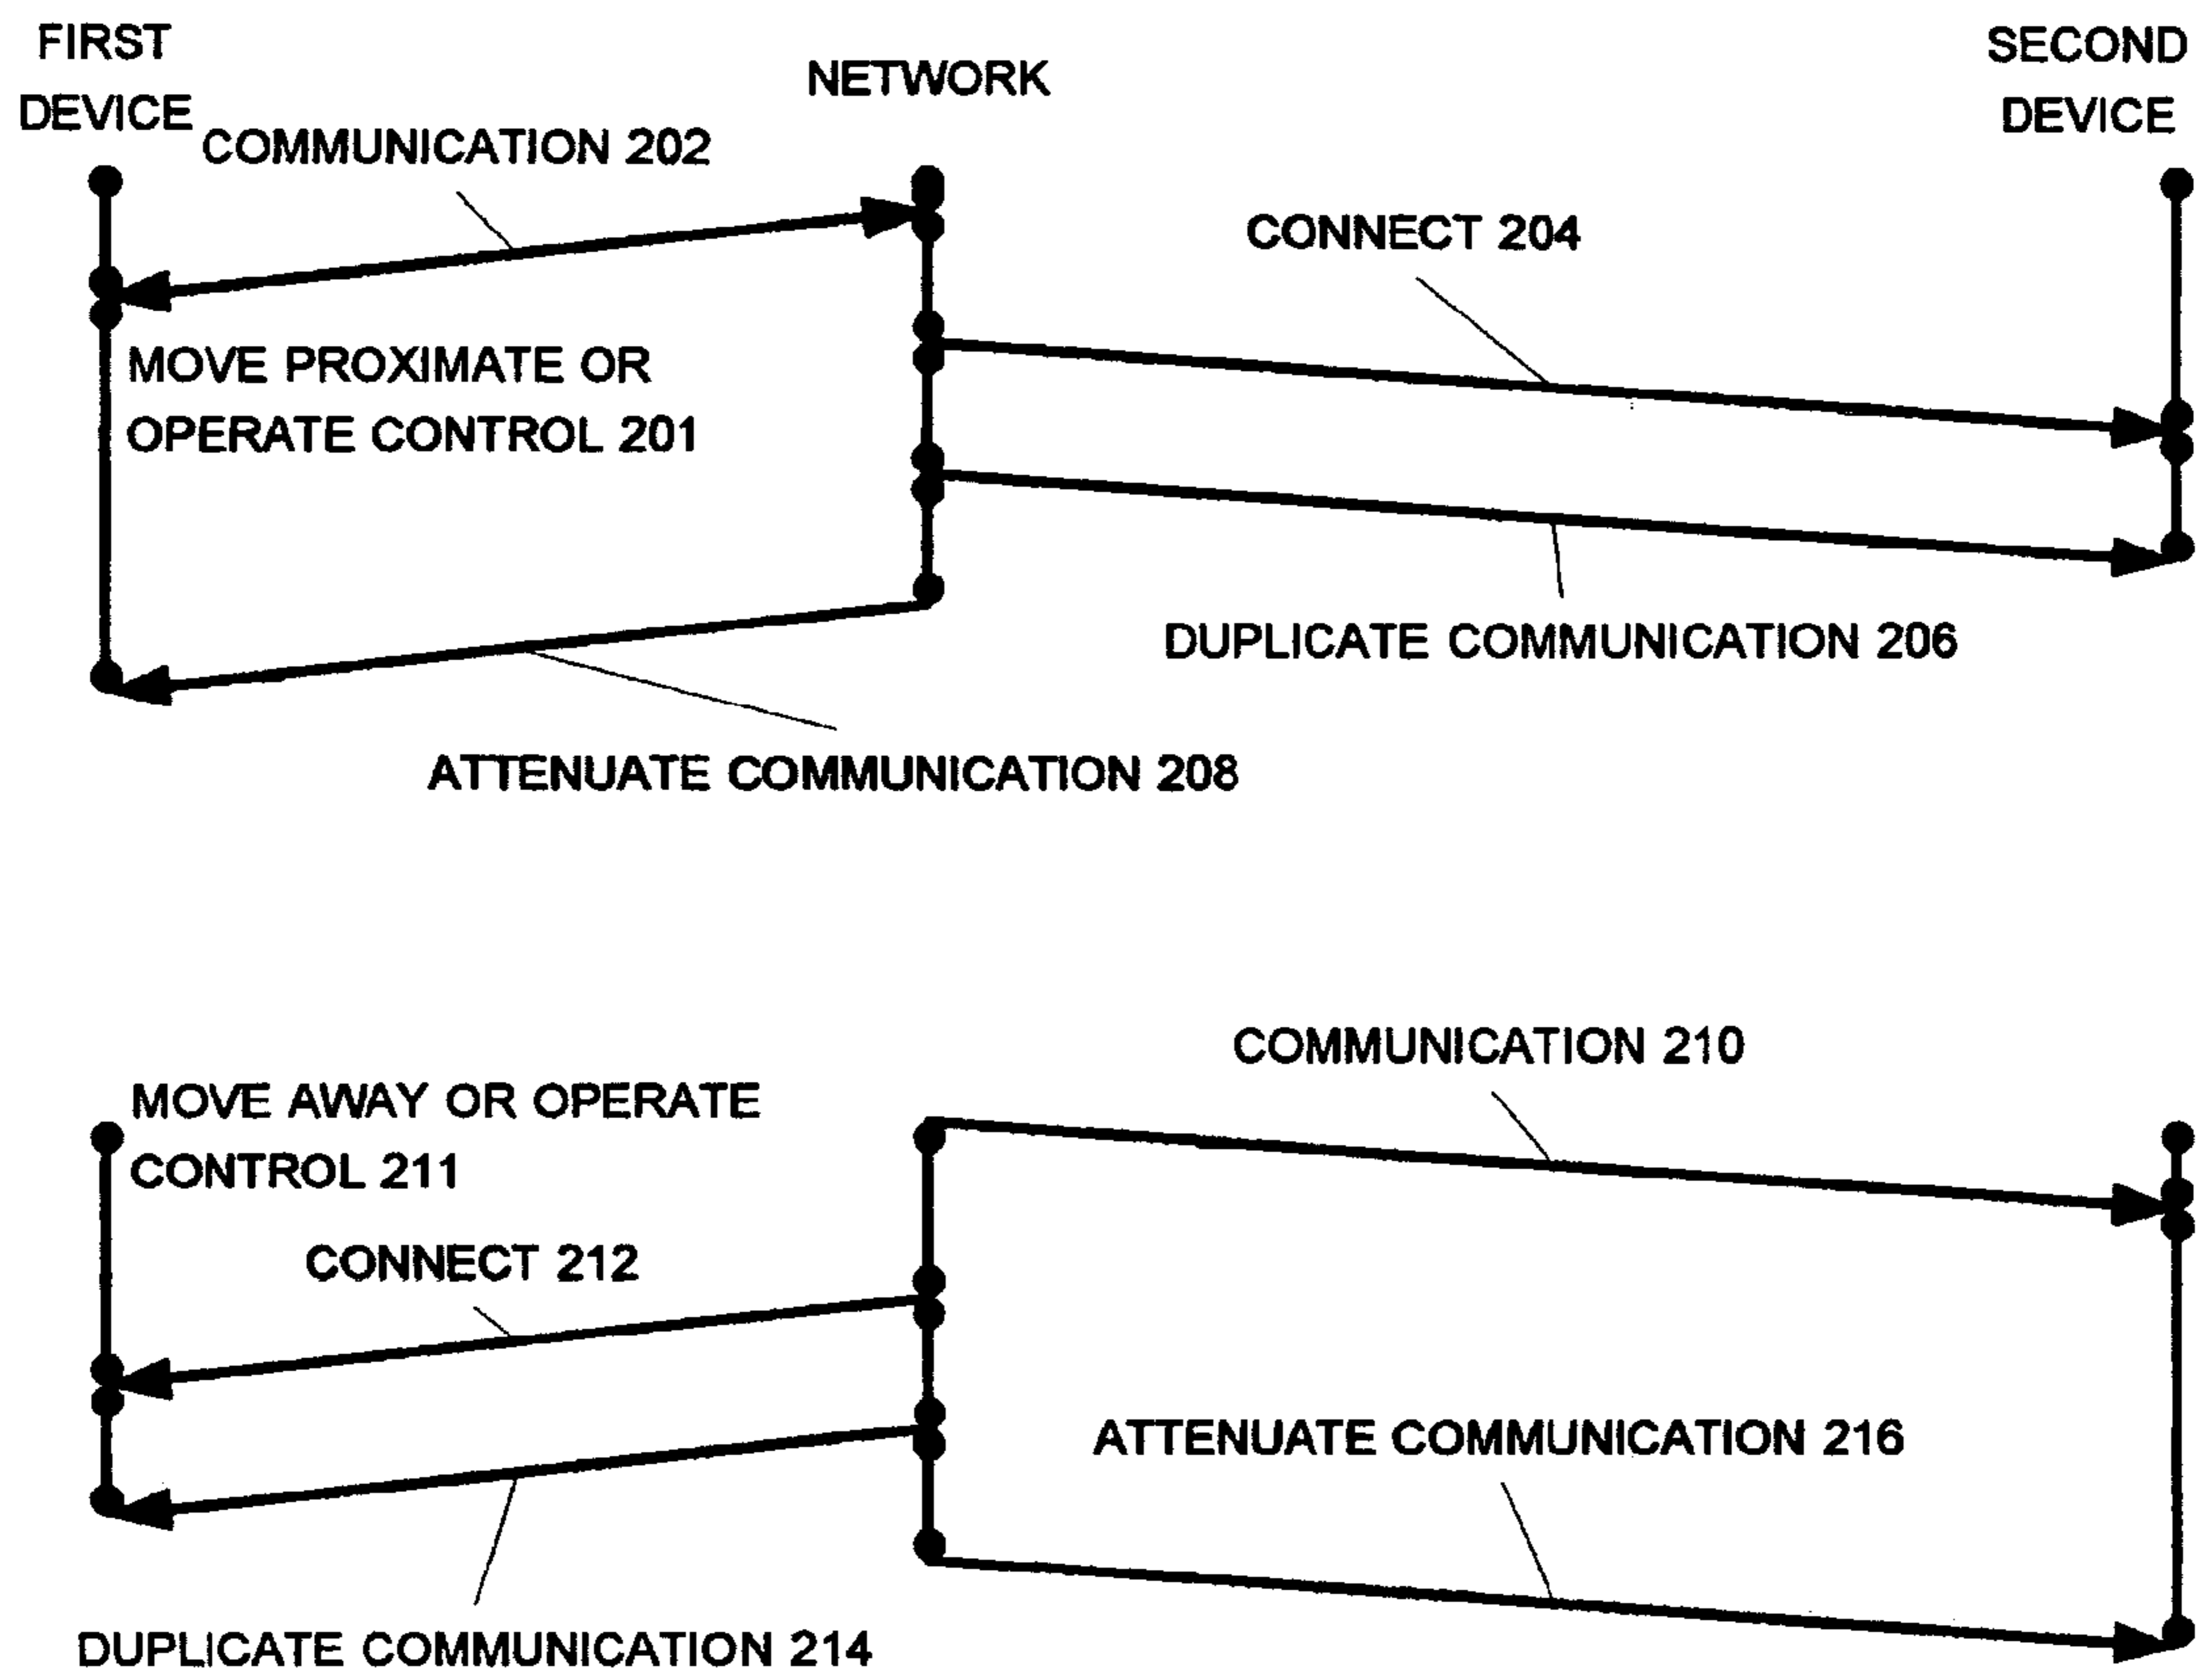 FIRST
DEVICE
NETWORK
SECOND
DEVICE
COMMUNICATION 202
CONNECT 204
MOVE PROXIMATE OR
OPERATE CONTROL 201
DUPLICATE COMMUNICATION 206
ATTENUATE COMMUNICATION 208
COMMUNICATION 210
MOVE AWAY OR OPERATE
CONTROL 211
CONNECT 212
ATTENUATE COMMUNICATION 216
DUPLICATE COMMUNICATION 214